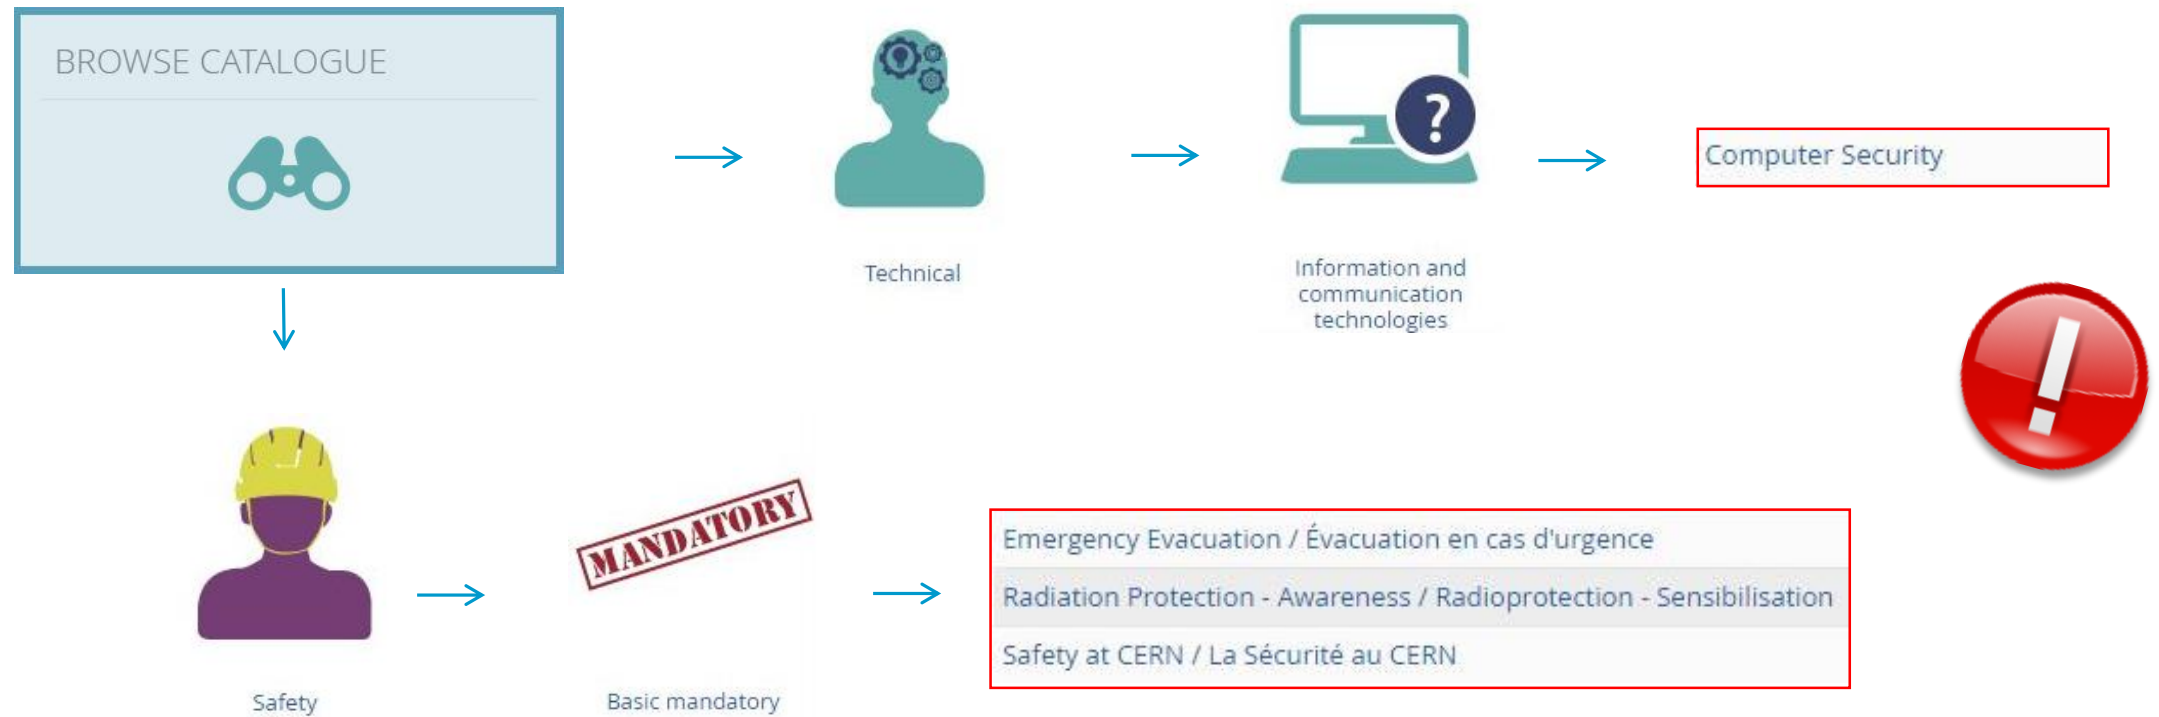 BROWSE CATALOGUE
?
Technical
Information and
communication
technologies
Computer Security
!
MANDATORY
Safety
Basic mandatory
Emergency Evacuation / Évacuation en cas d'urgence
Radiation Protection - Awareness / Radioprotection - Sensibilisation
Safety at CERN / La Sécurité au CERN